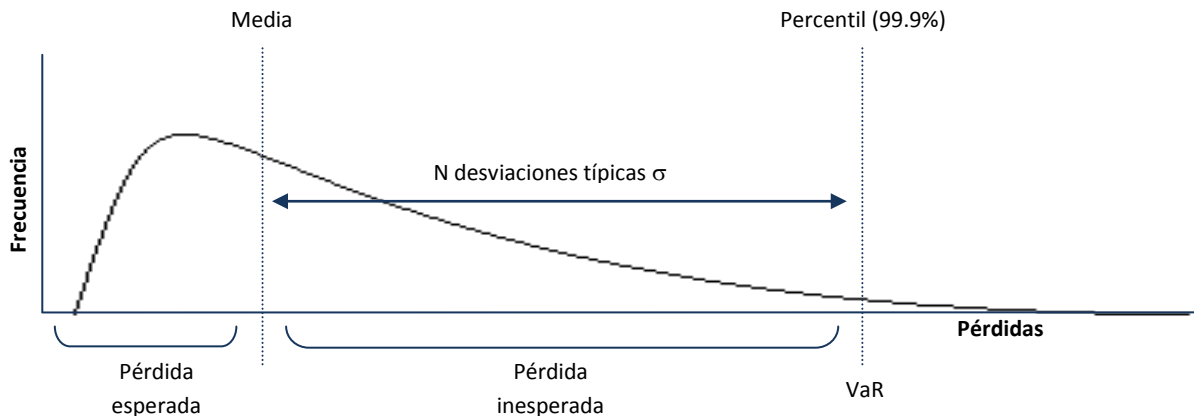 Media
Percentil (99.9%)
Frecuencia
N desviaciones típicas σ
Pérdidas
Pérdida
esperada
Pérdida
inesperada
VaR